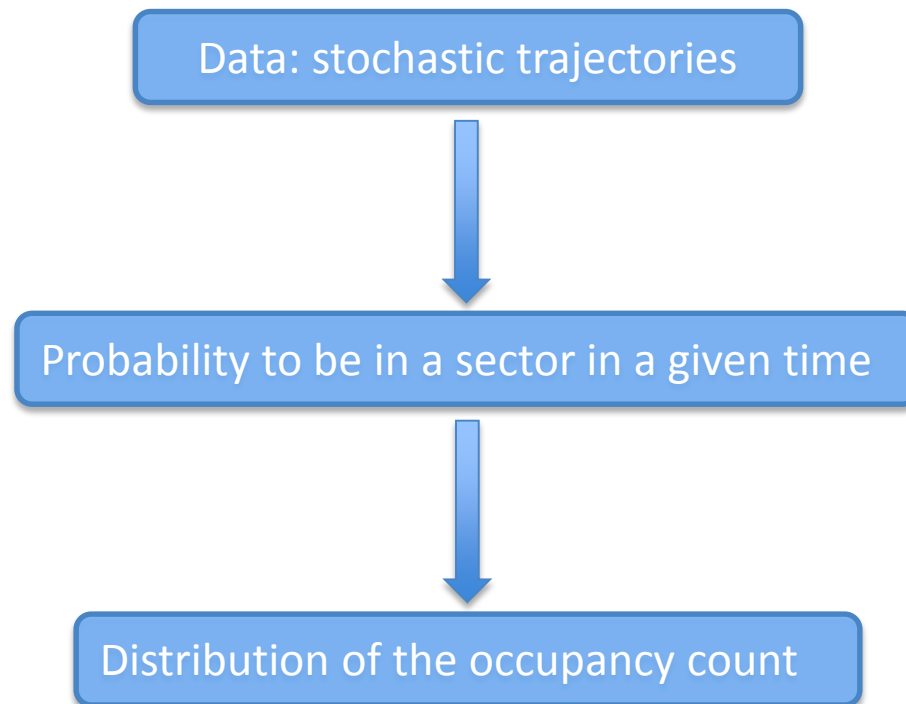 Data: stochastic trajectories
Probability to be in a sector in a given time
Distribution of the occupancy count